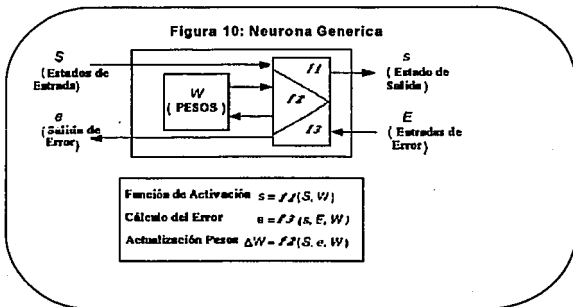 Figura 10: Neurona Generica
S
( Estados de
Entrada)
e
( Salida de
Error)
W
( PESOS )
f1
f2
f3
s
( Estado de
Salida)
E
( Entradas de
Error)
Función de Activación s = f1(S, W)
Cálculo del Error e = f3 (s, E, W)
Actualización Pesos ΔW = f2(S, e, W)